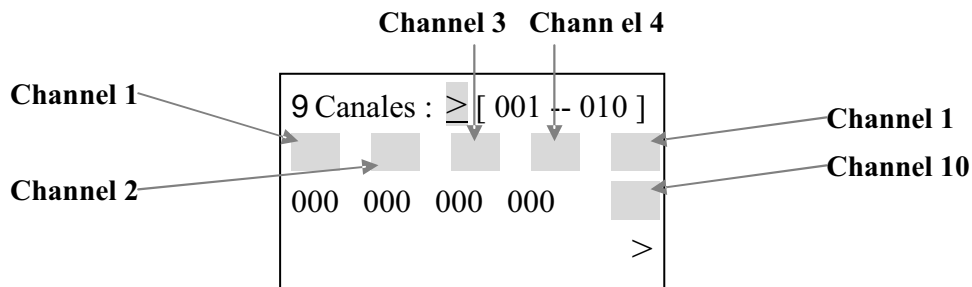 Channel 3 Chann el 4
Channel 1
9 Canales : > [ 001 -- 010 ]
Channel 1
Channel 10
Channel 2
000 000 000 000
>